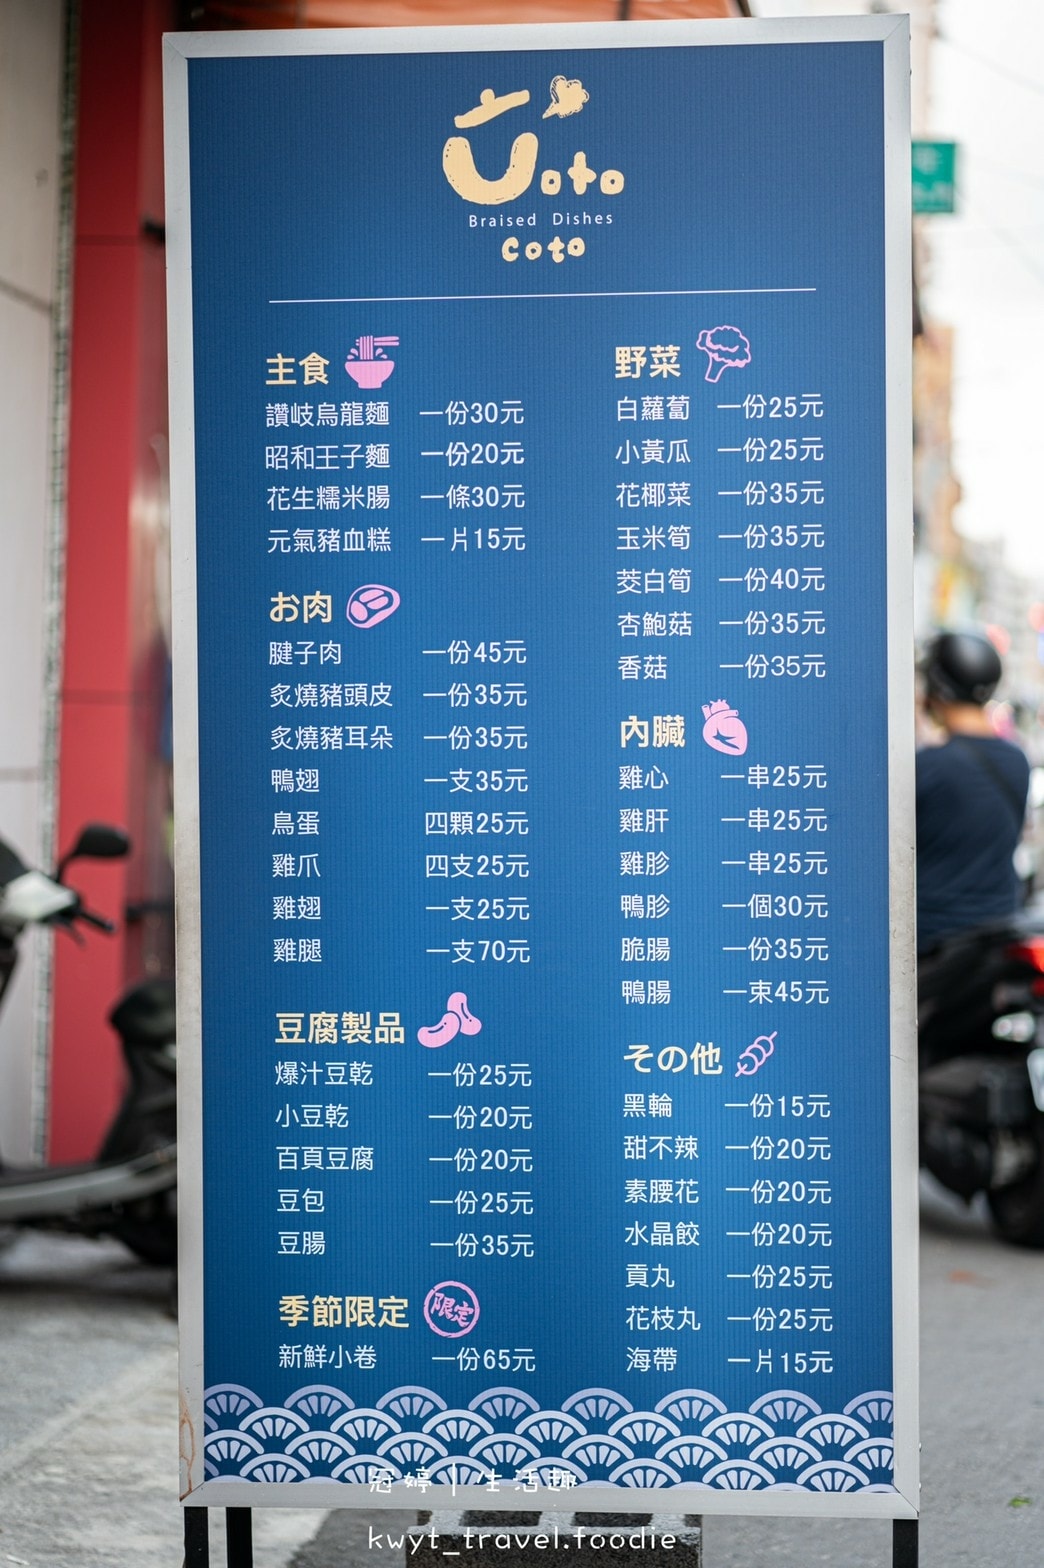 oto
Braised Dishes
coto
主食
讚岐烏龍麵 一份30元
昭和王子麵 一份20元
花生糯米腸 一條30元
元氣豬血糕 一片15元
お肉
腱子肉 一份45元
炙燒豬頭皮 一份35元
炙燒豬耳朵 一份35元
鴨翅 一支35元
鳥蛋 四顆25元
雞爪 四支25元
雞翅 一支25元
雞腿 一支70元
豆腐製品
爆汁豆乾 一份25元
小豆乾 一份20元
百頁豆腐 一份20元
豆包 一份25元
豆腸 一份35元
季節限定 限定
新鮮小卷 一份65元
野菜
白蘿蔔 一份25元
小黃瓜 一份25元
花椰菜 一份35元
玉米筍 一份35元
茭白筍 一份40元
杏鮑菇 一份35元
香菇 一份35元
內臟
雞心 一串25元
雞肝 一串25元
雞胗 一串25元
鴨胗 一個30元
脆腸 一份35元
鴨腸 一束45元
その他
黑輪 一份15元
甜不辣 一份20元
素腰花 一份20元
水晶餃 一份20元
貢丸 一份25元
花枝丸 一份25元
海帶 一片15元
冠婷 | 生活趣
kwyt_travel.foodie